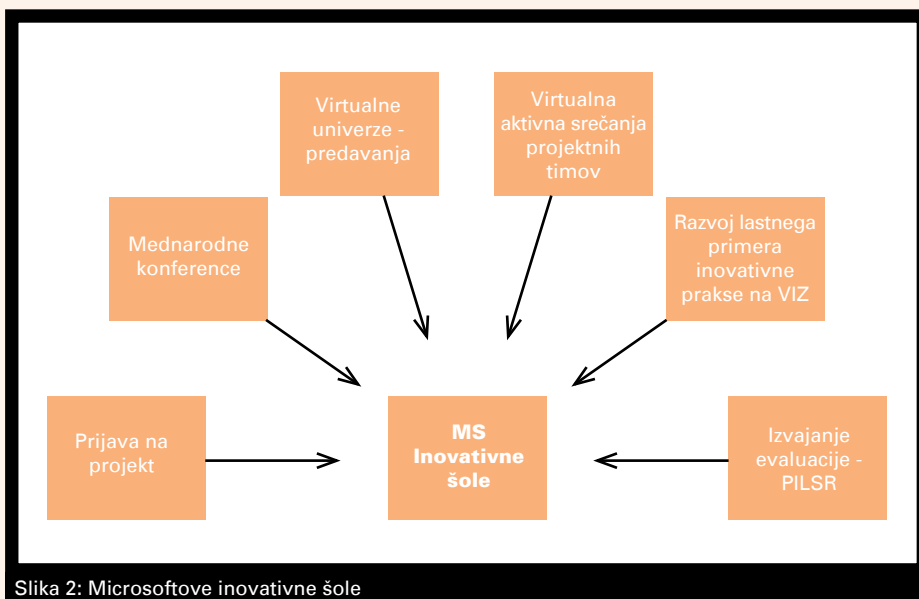 Virtualne
univerze -
predavanja
Virtualna
aktivna srečanja
projektnih
timov
Mednarodne
konference
Razvoj lastnega
primera
inovativne
prakse na VIZ
Prijava na
projekt
MS
Inovativne
šole
Izvajanje
evaluacije -
PILSR
Slika 2: Microsoftove inovativne šole